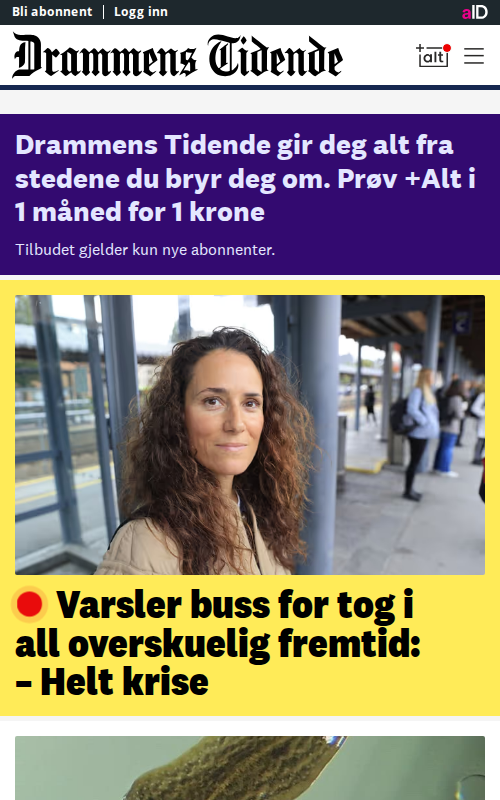 Bli abonnent | Logg inn
aID
Drammens Tidende
+alt
Drammens Tidende gir deg alt fra
stedene du bryr deg om. Prøv +Alt i
1 måned for 1 krone
Tilbudet gjelder kun nye abonnenter.
2
Varsler buss for tog i
all overskuelig fremtid:
– Helt krise